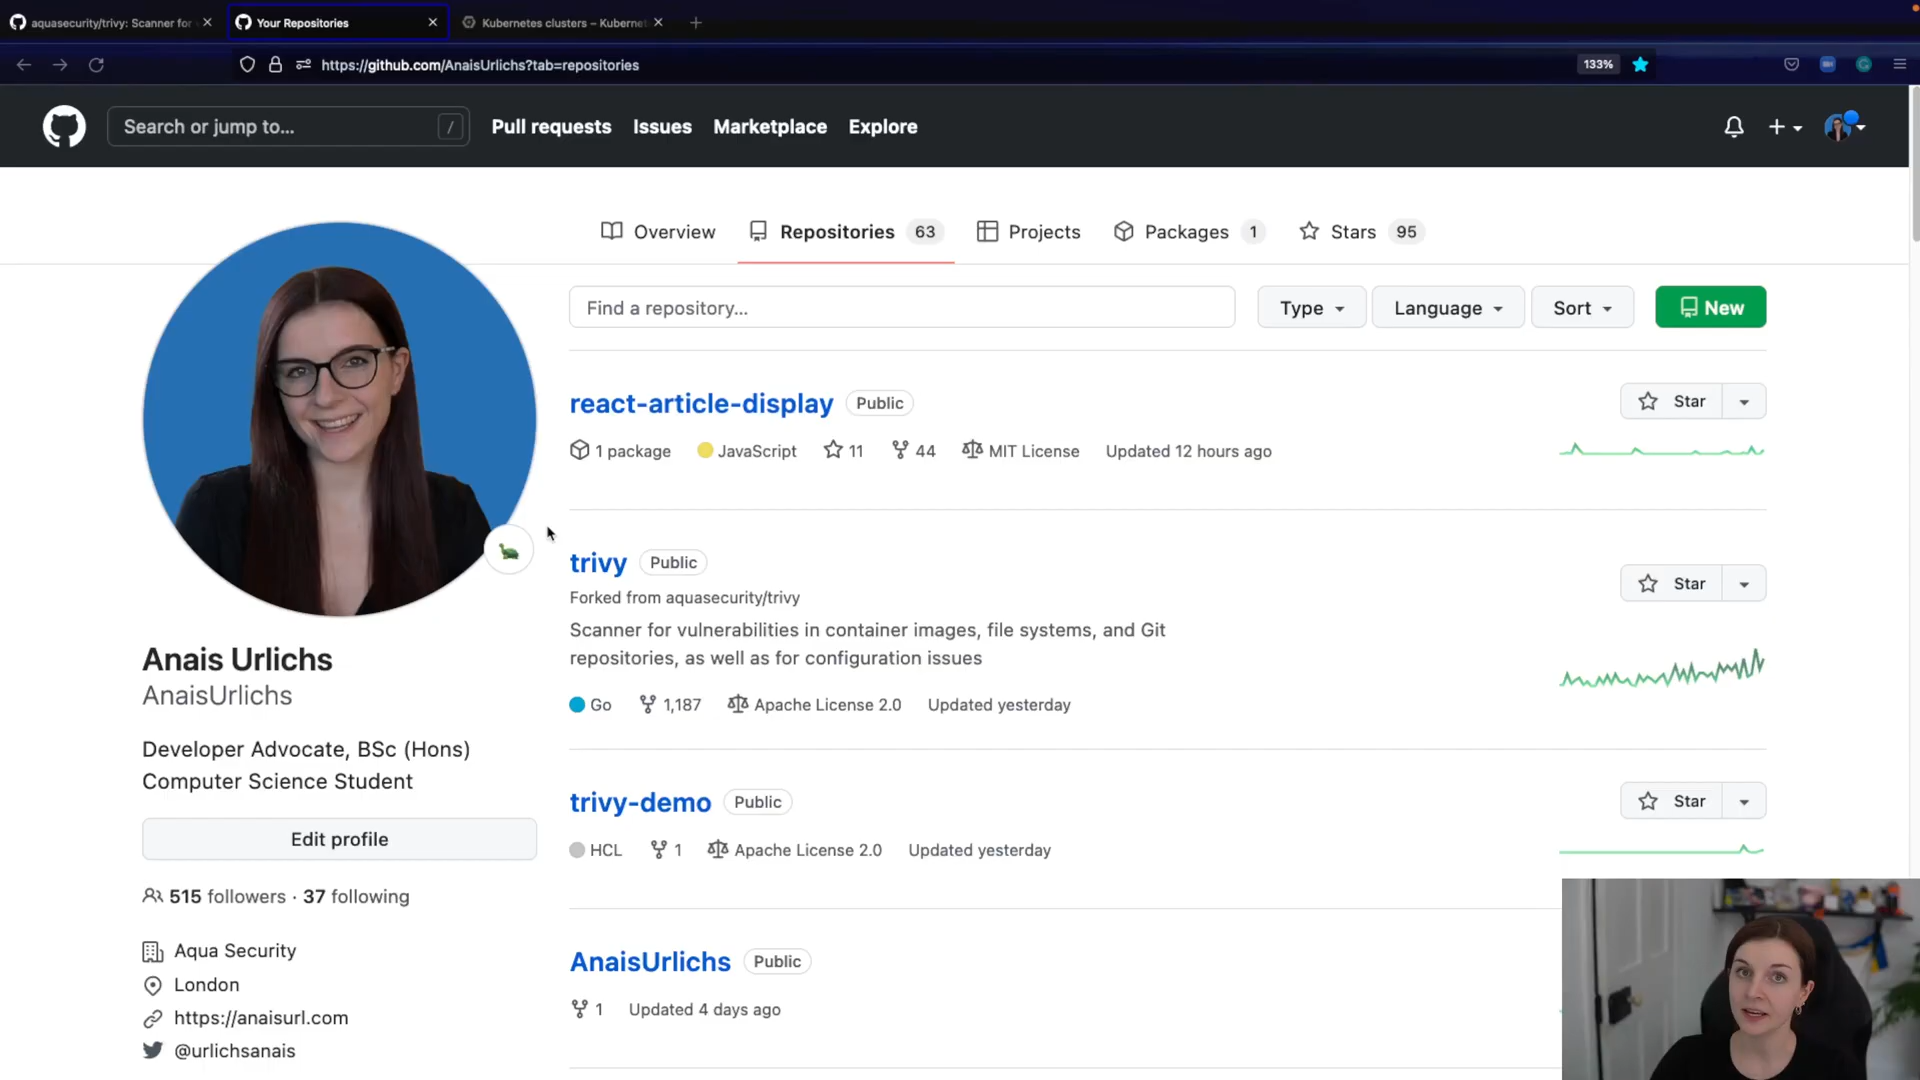 aquasecurity/trivy: Scanner for
Your Repositories
Kubernetes clusters – Kuberne
https://github.com/AnaisUrlichs?tab=repositories
133%
Search or jump to...
/
Pull requests
Issues
Marketplace
Explore
Overview
Repositories 63
Projects
Packages 1
Stars 95
Find a repository...
Type
Language
Sort
New
react-article-display Public
Star
1 package JavaScript 11 44 MIT License Updated 12 hours ago
trivy Public
Star
Forked from aquasecurity/trivy
Scanner for vulnerabilities in container images, file systems, and Git
repositories, as well as for configuration issues
Go 1,187 Apache License 2.0 Updated yesterday
trivy-demo Public
Star
HCL 1 Apache License 2.0 Updated yesterday
AnaisUrlichs Public
1 Updated 4 days ago
Anais Urlichs
AnaisUrlichs
Developer Advocate, BSc (Hons)
Computer Science Student
Edit profile
515 followers · 37 following
Aqua Security
London
https://anaisurl.com
@urlichsanais